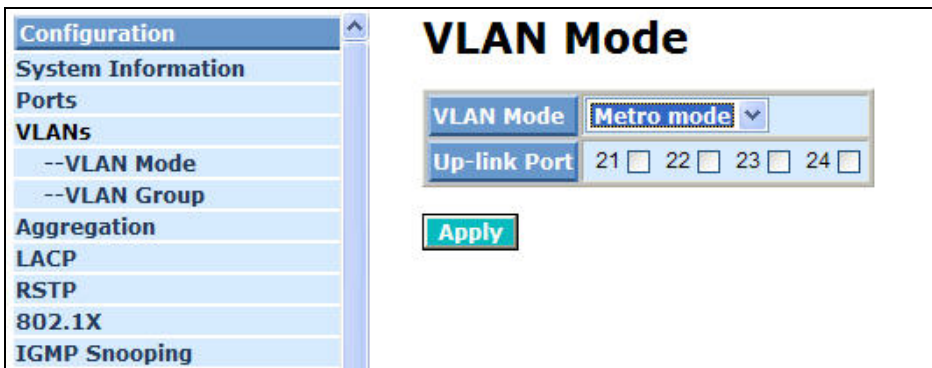 Configuration
System Information
Ports
VLANs
--VLAN Mode
--VLAN Group
Aggregation
LACP
RSTP
802.1X
IGMP Snooping
VLAN Mode
VLAN Mode Metro mode
Up-link Port 21 22 23 24
Apply